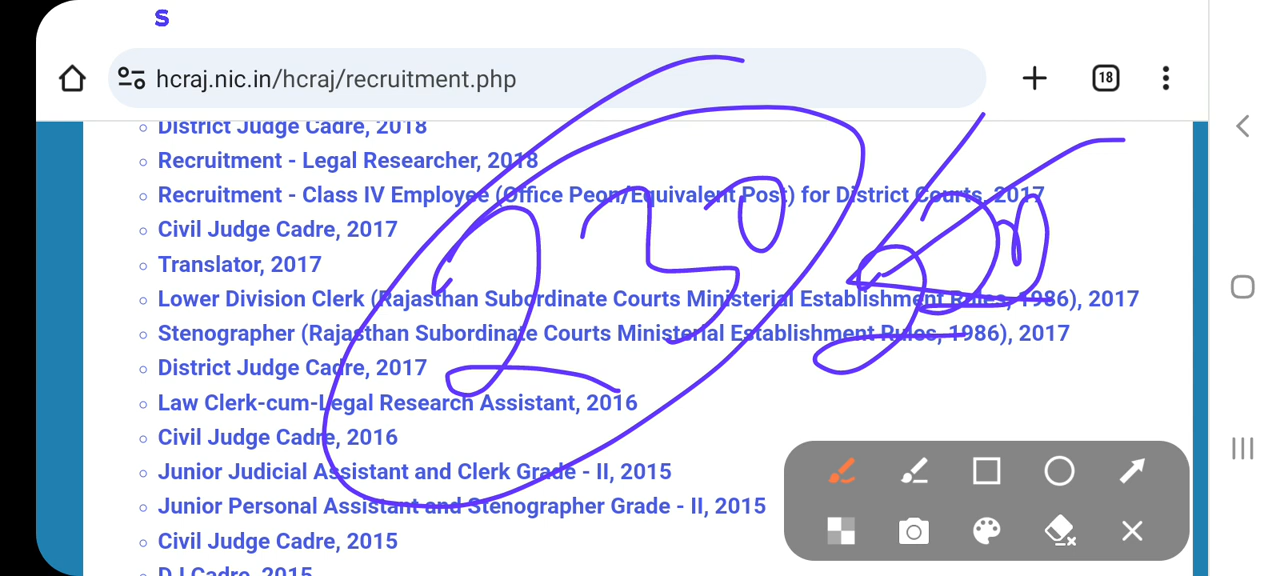 s
hcraj.nic.in/hcraj/recruitment.php
18
District Judge Cadre, 2018
Recruitment - Legal Researcher, 2018
Recruitment - Class IV Employee (Office Peon/Equivalent Post) for District Courts, 2017
Civil Judge Cadre, 2017
Translator, 2017
Lower Division Clerk (Rajasthan Subordinate Courts Ministerial Establishment Rules, 1986), 2017
Stenographer (Rajasthan Subordinate Courts Ministerial Establishment Rules, 1986), 2017
District Judge Cadre, 2017
Law Clerk-cum-Legal Research Assistant, 2016
Civil Judge Cadre, 2016
Junior Judicial Assistant and Clerk Grade - II, 2015
Junior Personal Assistant and Stenographer Grade - II, 2015
Civil Judge Cadre, 2015
DJ Cadre, 2015